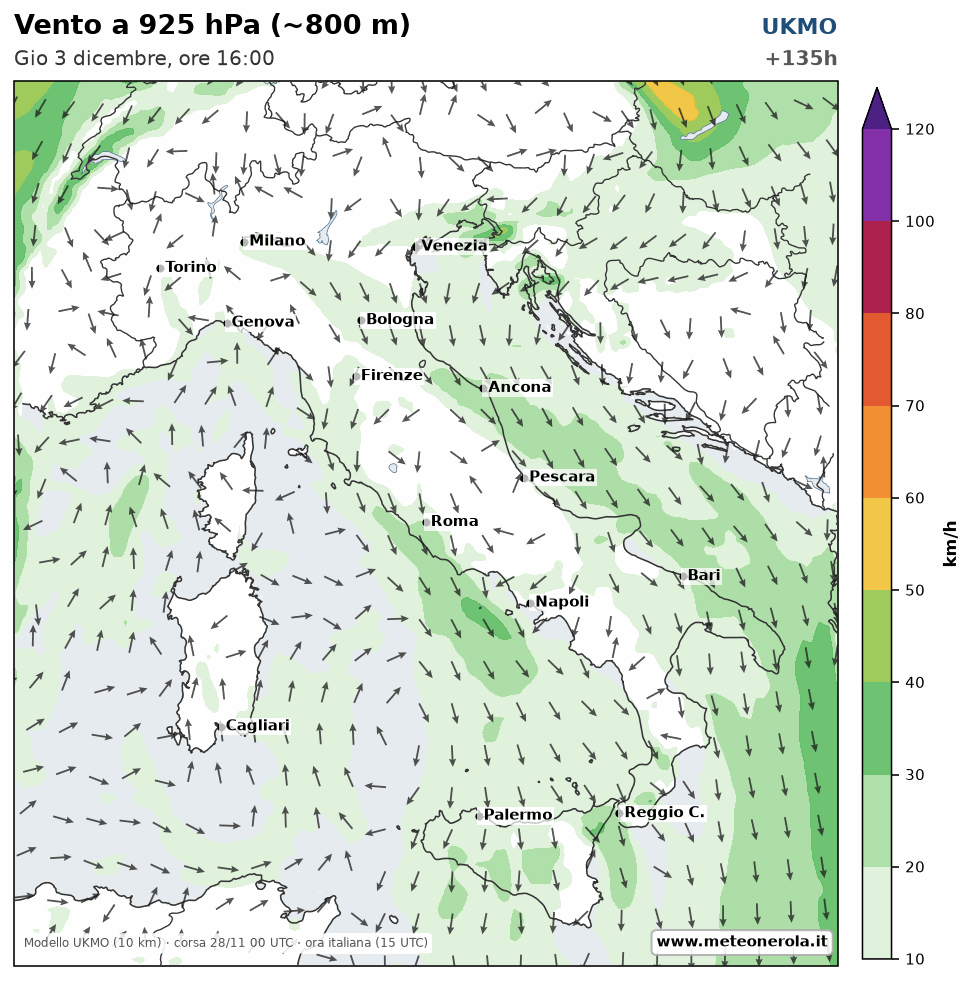 Vento a 925 hPa (~800 m)
UKMO
Gio 3 dicembre, ore 16:00
+135h
Milano
Venezia
Torino
Genova
Bologna
Firenze
Ancona
Pescara
Roma
Bari
Napoli
Cagliari
Palermo
Reggio C.
120
100
80
70
60
50
40
30
20
10
km/h
Modello UKMO (10 km) · corsa 28/11 00 UTC · ora italiana (15 UTC)
www.meteonerola.it